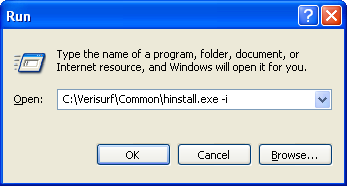 Run
Type the name of a program, folder, document, or
Internet resource, and Windows will open it for you.
Open: C:\Verisurf\Common\hinstall.exe -i
OK Cancel Browse...